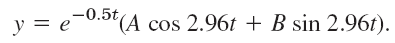 y = e^{-0.5t}(A cos 2.96t + B sin 2.96t).